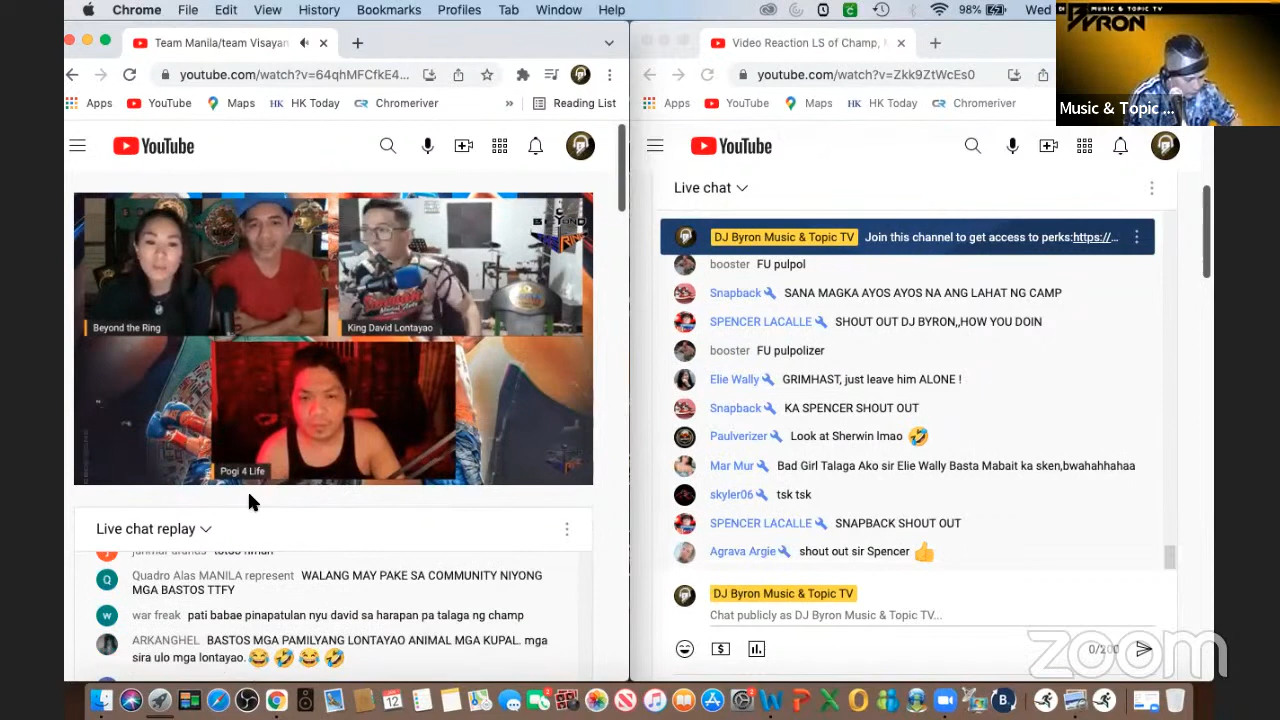 Chrome File Edit View History Bookmarks Profiles Tab Window Help 98% Wed
MUSIC & TOPIC TV
BYRON
Music & Topic ...
Team Manila/team Visayan
Video Reaction LS of Champ,
youtube.com/watch?v=64qhMFCfkE4...
youtube.com/watch?v=Zkk9ZtWcEs0
Apps YouTube Maps HK Today Chromeriver » Reading List
Apps YouTube Maps HK Today Chromeriver
YouTube
YouTube
BEYOND
RING
Beyond the Ring
King David Lontayao
Pogi 4 Life
Live chat replay
Quadro Alas MANILA represent WALANG MAY PAKE SA COMMUNITY NIYONG
MGA BASTOS TTFY
war freak pati babae pinapatulan nyu david sa harapan pa talaga ng champ
ARKANGHEL BASTOS MGA PAMILYANG LONTAYAO ANIMAL MGA KUPAL. mga
sira ulo mga lontayao. 😂 🤣 😂 🤣
Live chat
DJ Byron Music & Topic TV Join this channel to get access to perks:https://...
booster FU pulpol
Snapback SANA MAGKA AYOS AYOS NA ANG LAHAT NG CAMP
SPENCER LACALLE SHOUT OUT DJ BYRON,,HOW YOU DOIN
booster FU pulpolizer
Elie Wally GRIMHAST, just leave him ALONE !
Snapback KA SPENCER SHOUT OUT
Paulverizer Look at Sherwin lmao 🤣
Mar Mur Bad Girl Talaga Ako sir Elie Wally Basta Mabait ka sken,bwahahhahaa
skyler06 tsk tsk
SPENCER LACALLE SNAPBACK SHOUT OUT
Agrava Argie shout out sir Spencer 👍
DJ Byron Music & Topic TV
Chat publicly as DJ Byron Music & Topic TV...
0/200
zoom